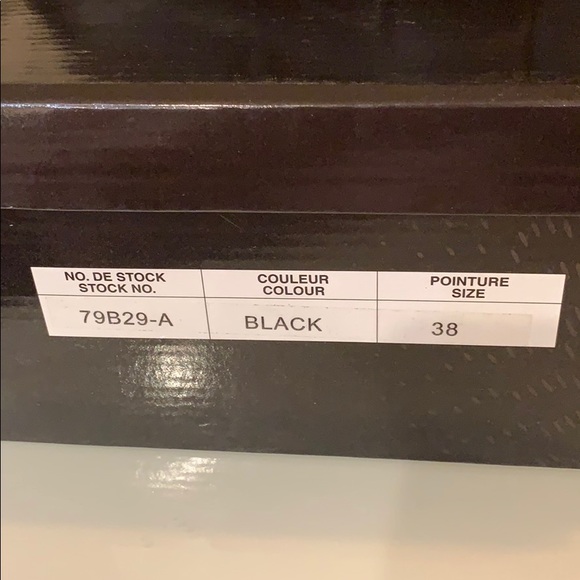 NO. DE STOCK
STOCK NO.
COULEUR
COLOUR
POINTURE
SIZE
79B29-A
BLACK
38